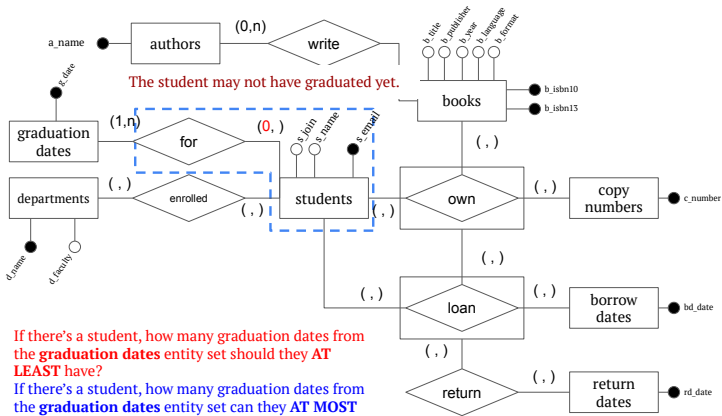 a_name
authors
(0,n)
write
b_title
b_publisher
b_year
b_language
b_format
g_date
The student may not have graduated yet.
books
b_isbn10
b_isbn13
graduation
dates
(1,n)
for
(0, )
s_join
s_name
s_email
( , )
departments
( , )
enrolled
( , )
students
( , )
own
( , )
copy
numbers
c_number
d_name
d_faculty
( , )
( , )
loan
( , )
borrow
dates
bd_date
If there's a student, how many graduation dates from
the graduation dates entity set should they AT
LEAST have?
If there's a student, how many graduation dates from
the graduation dates entity set can they AT MOST
( , )
return
( , )
return
dates
rd_date